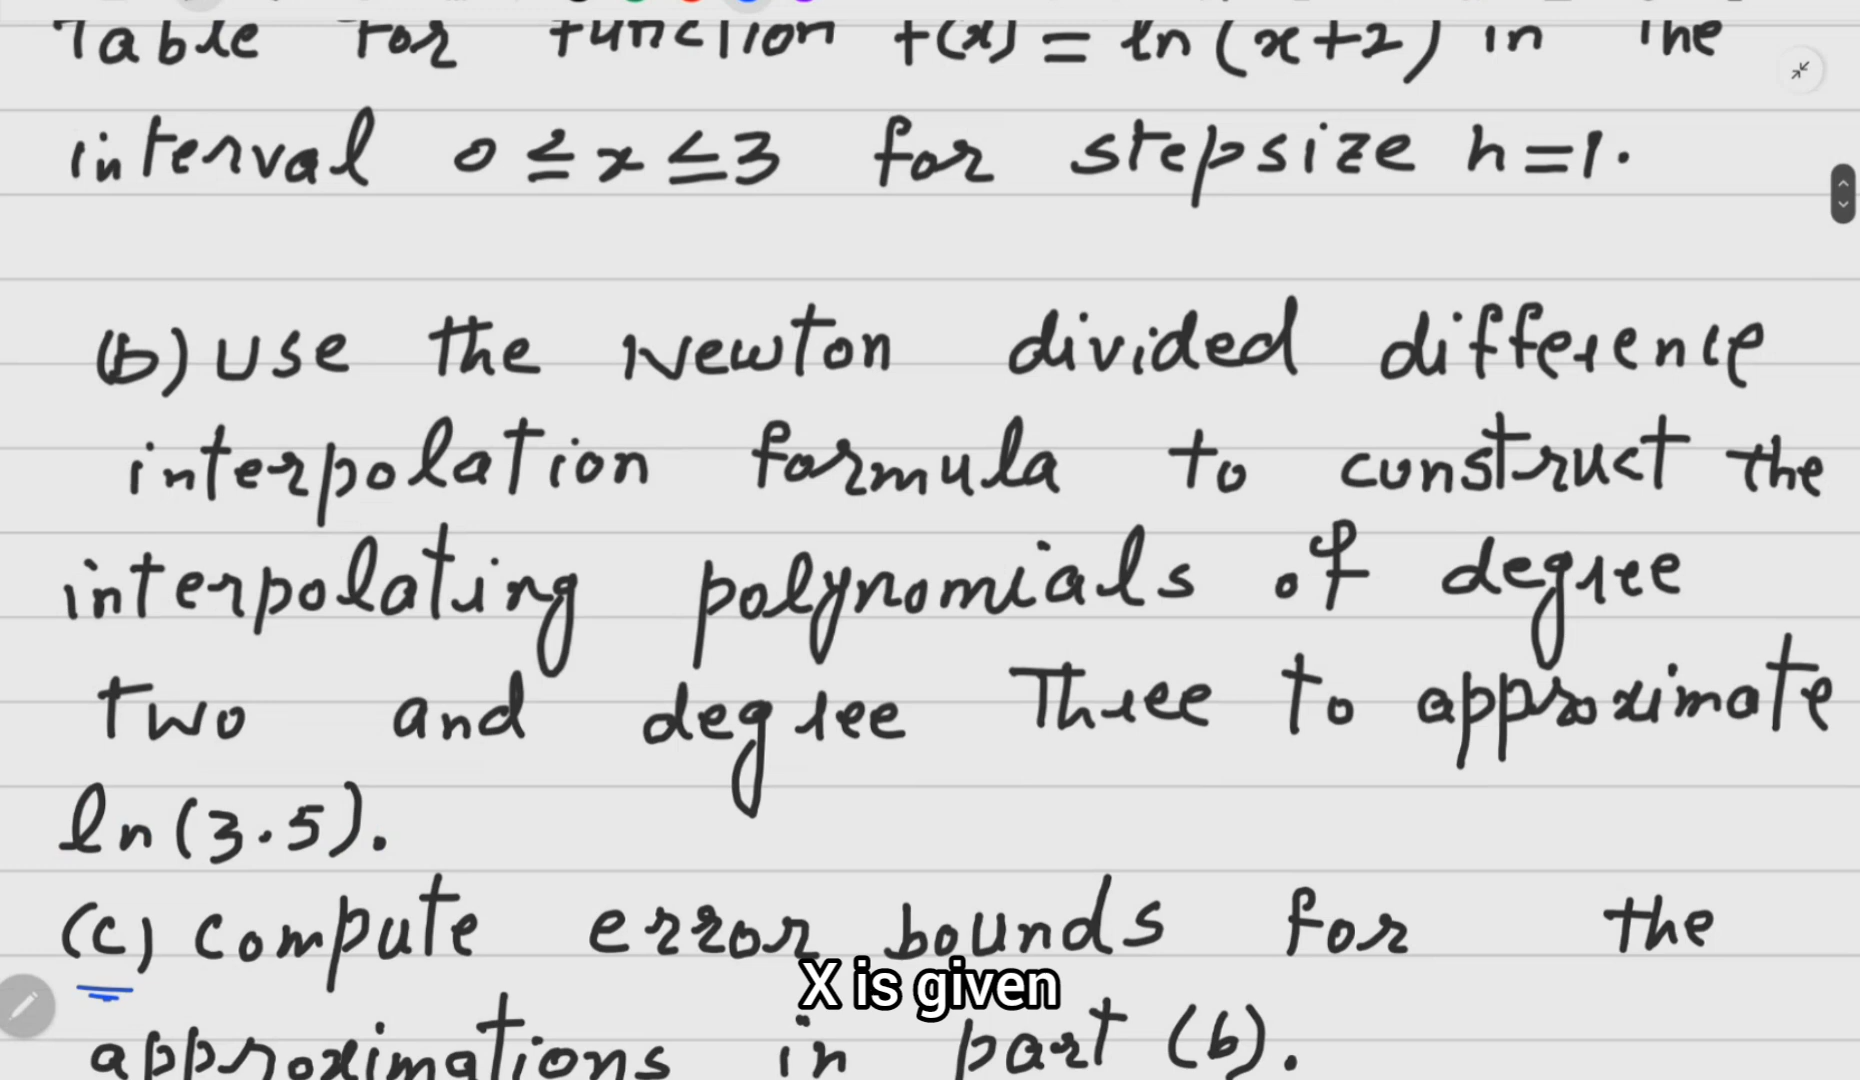 Table for function f(x) = ln(x+2) in the
interval 0 ≤ x ≤ 3 for stepsize h=1.
(b) use the Newton divided difference
interpolation formula to construct the
interpolating polynomials of degree
two and degree Three to approximate
ln(3.5).
(c) compute error bounds for the
X is given
approximations in part (b).